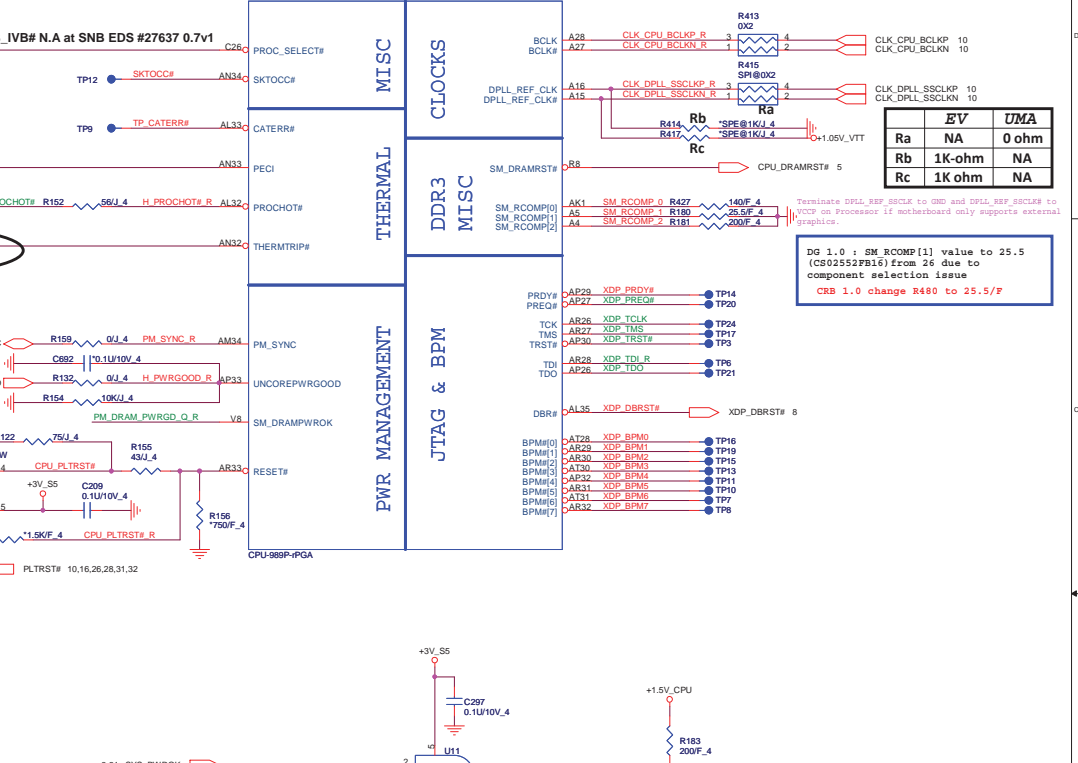 _IVB# N.A at SNB EDS #27637 0.7v1
C26 PROC_SELECT#
TP12 SKTOCC# AN34 SKTOCC#
TP9 TP_CATERR# AL33 CATERR#
AN33 PECI
OCHOT# R152 56/J_4 H_PROCHOT#_R AL32 PROCHOT#
AN32 THERMTRIP#
R159 0/J_4 PM_SYNC_R AM34 PM_SYNC
C692 *0.1U/10V_4
R132 0/J_4 H_PWRGOOD_R AP33 UNCOREPWRGOOD
R154 10K/J_4
PM_DRAM_PWRGD_Q_R V8 SM_DRAMPWROK
122 75/J_4
W
4 CPU_PLTRST# R155 43/J_4 AR33 RESET#
+3V_S5
C209
0.1U/10V_4
5
R156
*750/F_4
*1.5K/F_4 CPU_PLTRST#_R
PLTRST# 10,16,26,28,31,32
CPU-989P-rPGA
MISC
THERMAL
PWR MANAGEMENT
CLOCKS
DDR3
MISC
JTAG & BPM
R413
0X2
BCLK A28 CLK_CPU_BCLKP_R 3 4 CLK_CPU_BCLKP 10
BCLK# A27 CLK_CPU_BCLKN_R 1 2 CLK_CPU_BCLKN 10
R415
SPI@0X2
DPLL_REF_CLK A16 CLK_DPLL_SSCLKP_R 3 4 CLK_DPLL_SSCLKP 10
DPLL_REF_CLK# A15 CLK_DPLL_SSCLKN_R 1 2 CLK_DPLL_SSCLKN 10
Ra
R414 Rb *SPE@1K/J_4
R417 Rc *SPE@1K/J_4
+1.05V_VTT
EV UMA
Ra NA 0 ohm
Rb 1K-ohm NA
Rc 1K ohm NA
SM_DRAMRST# R8 CPU_DRAMRST# 5
SM_RCOMP[0] AK1 SM_RCOMP_0 R427 140/F_4
SM_RCOMP[1] A5 SM_RCOMP_1 R180 25.5/F_4
SM_RCOMP[2] A4 SM_RCOMP_2 R181 200/F_4
Terminate DPLL_REF_SSCLK to GND and DPLL_REF_SSCLK# to
VCCP on Processor if motherboard only supports external
graphics.
DG 1.0 : SM_RCOMP[1] value to 25.5
(CS02552FB16)from 26 due to
component selection issue
CRB 1.0 change R480 to 25.5/F
PRDY# AP29 XDP_PRDY# TP14
PREQ# AP27 XDP_PREQ# TP20
TCK AR26 XDP_TCLK TP24
TMS AR27 XDP_TMS TP17
TRST# AP30 XDP_TRST# TP3
TDI AR28 XDP_TDI_R TP6
TDO AP26 XDP_TDO TP21
DBR# AL35 XDP_DBRST# XDP_DBRST# 8
BPM#[0] AT28 XDP_BPM0 TP16
BPM#[1] AR29 XDP_BPM1 TP19
BPM#[2] AR30 XDP_BPM2 TP15
BPM#[3] AT30 XDP_BPM3 TP13
BPM#[4] AP32 XDP_BPM4 TP11
BPM#[5] AR31 XDP_BPM5 TP10
BPM#[6] AT31 XDP_BPM6 TP7
BPM#[7] AR32 XDP_BPM7 TP8
+3V_S5
C297
0.1U/10V_4
5
U11
2
+1.5V_CPU
R183
200/F_4